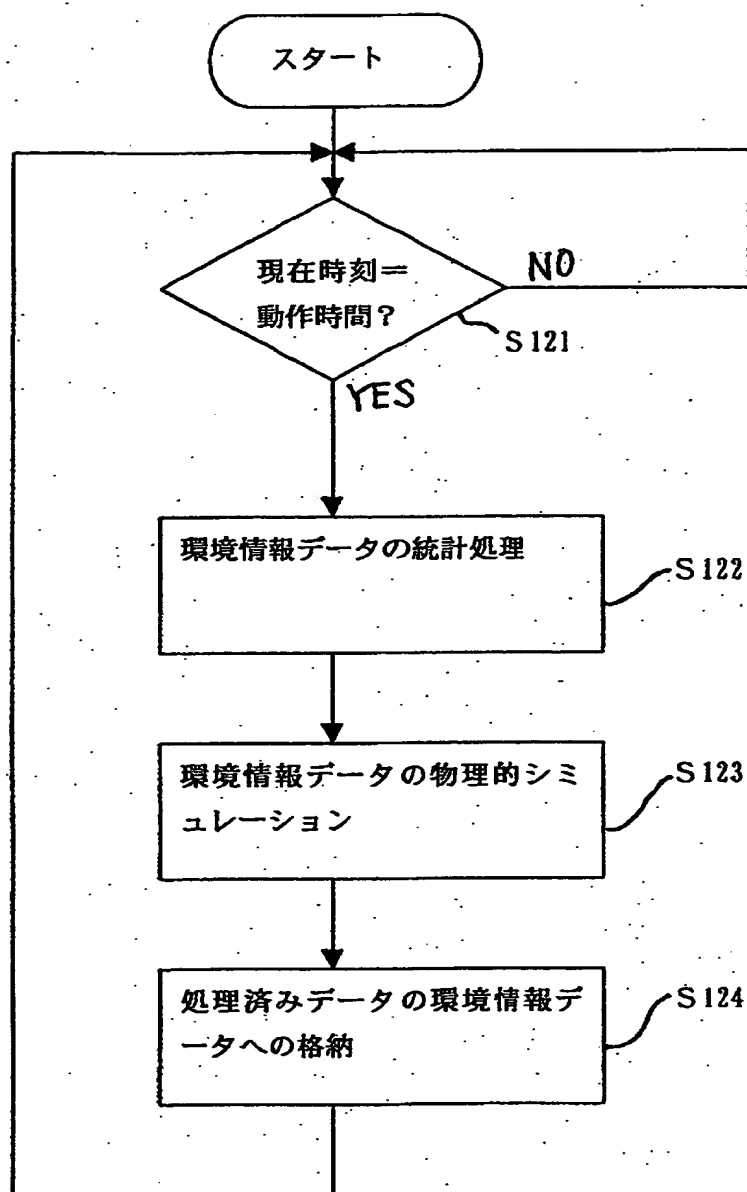 スタート
現在時刻=
動作時間?
NO
S121
YES
環境情報データの統計処理
S122
環境情報データの物理的シミ
ュレーション
S123
処理済みデータの環境情報デ
ータへの格納
S124